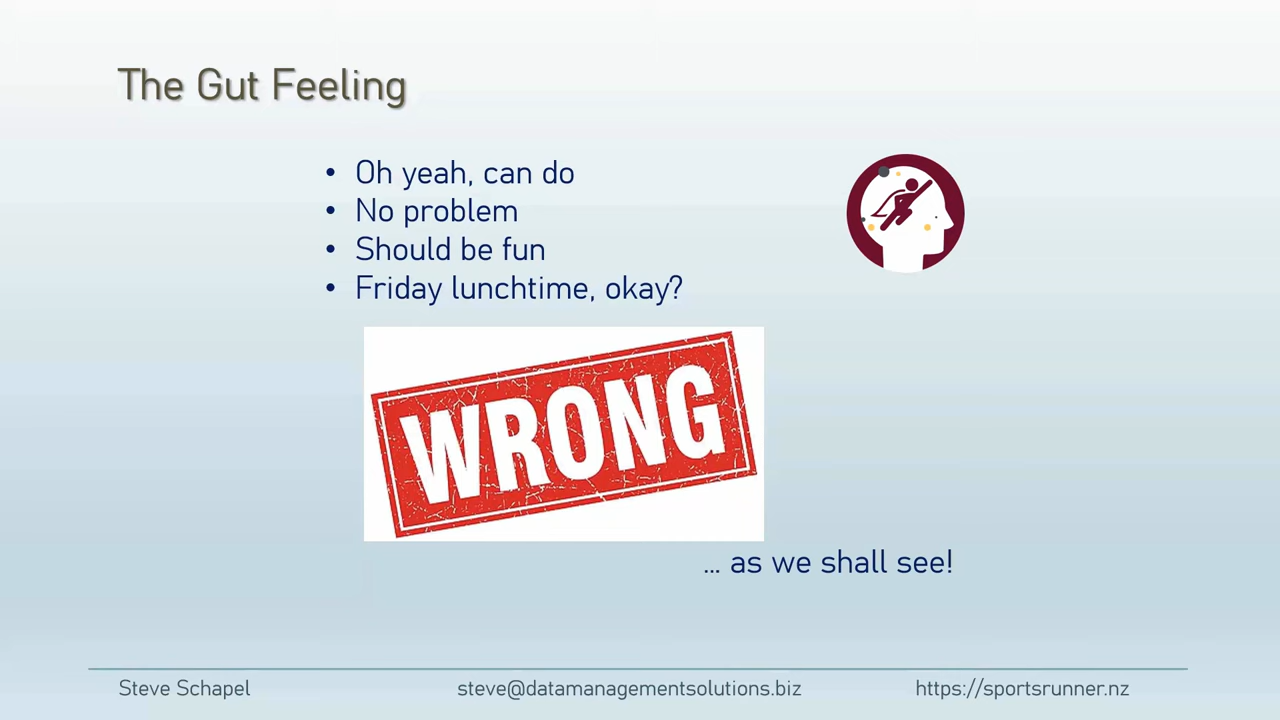 The Gut Feeling
• Oh yeah, can do
• No problem
• Should be fun
• Friday lunchtime, okay?
WRONG
... as we shall see!
Steve Schapel steve@datamanagementsolutions.biz https://sportsrunner.nz